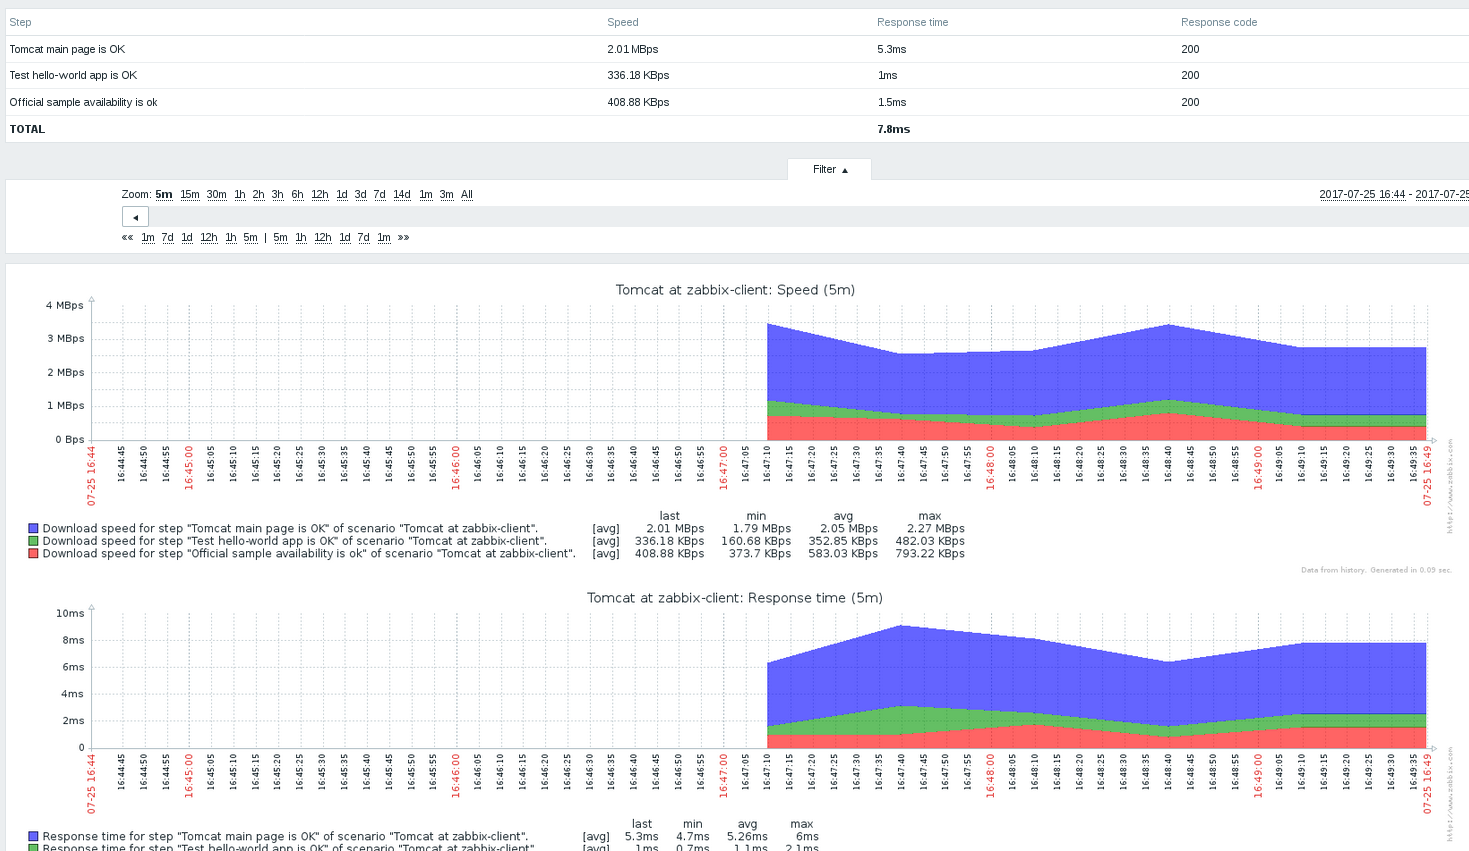 Step Speed Response time Response code
Tomcat main page is OK 2.01 MBps 5.3ms 200
Test hello-world app is OK 336.18 KBps 1ms 200
Official sample availability is ok 408.88 KBps 1.5ms 200
TOTAL 7.8ms
Filter ▲
Zoom: 5m 15m 30m 1h 2h 3h 6h 12h 1d 3d 7d 14d 1m 3m All 2017-07-25 16:44 - 2017-07-25
◄
«« 1m 7d 1d 12h 1h 5m | 5m 1h 12h 1d 7d 1m »»
Tomcat at zabbix-client: Speed (5m)
4 MBps
3 MBps
2 MBps
1 MBps
0 Bps
07-25 16:44 16:44:45 16:44:50 16:44:55 16:45:00 16:45:05 16:45:10 16:45:15 16:45:20 16:45:25 16:45:30 16:45:35 16:45:40 16:45:45 16:45:50 16:45:55 16:46:00 16:46:05 16:46:10 16:46:15 16:46:20 16:46:25 16:46:30 16:46:35 16:46:40 16:46:45 16:46:50 16:46:55 16:47:00 16:47:05 16:47:10 16:47:15 16:47:20 16:47:25 16:47:30 16:47:35 16:47:40 16:47:45 16:47:50 16:47:55 16:48:00 16:48:05 16:48:10 16:48:15 16:48:20 16:48:25 16:48:30 16:48:35 16:48:40 16:48:45 16:48:50 16:48:55 16:49:00 16:49:05 16:49:10 16:49:15 16:49:20 16:49:25 16:49:30 16:49:35 07-25 16:49
http://www.zabbix.com
last min avg max
Download speed for step "Tomcat main page is OK" of scenario "Tomcat at zabbix-client". [avg] 2.01 MBps 1.79 MBps 2.05 MBps 2.27 MBps
Download speed for step "Test hello-world app is OK" of scenario "Tomcat at zabbix-client". [avg] 336.18 KBps 160.68 KBps 352.85 KBps 482.03 KBps
Download speed for step "Official sample availability is ok" of scenario "Tomcat at zabbix-client". [avg] 408.88 KBps 373.7 KBps 583.03 KBps 793.22 KBps
Data from history. Generated in 0.09 sec.
Tomcat at zabbix-client: Response time (5m)
10ms
8ms
6ms
4ms
2ms
0
07-25 16:44 16:44:45 16:44:50 16:44:55 16:45:00 16:45:05 16:45:10 16:45:15 16:45:20 16:45:25 16:45:30 16:45:35 16:45:40 16:45:45 16:45:50 16:45:55 16:46:00 16:46:05 16:46:10 16:46:15 16:46:20 16:46:25 16:46:30 16:46:35 16:46:40 16:46:45 16:46:50 16:46:55 16:47:00 16:47:05 16:47:10 16:47:15 16:47:20 16:47:25 16:47:30 16:47:35 16:47:40 16:47:45 16:47:50 16:47:55 16:48:00 16:48:05 16:48:10 16:48:15 16:48:20 16:48:25 16:48:30 16:48:35 16:48:40 16:48:45 16:48:50 16:48:55 16:49:00 16:49:05 16:49:10 16:49:15 16:49:20 16:49:25 16:49:30 16:49:35 07-25 16:49
http://www.zabbix.com
last min avg max
Response time for step "Tomcat main page is OK" of scenario "Tomcat at zabbix-client". [avg] 5.3ms 4.7ms 5.26ms 6ms
Response time for step "Test hello-world app is OK" of scenario "Tomcat at zabbix-client". [avg] 1ms 0.7ms 1.1ms 2.1ms